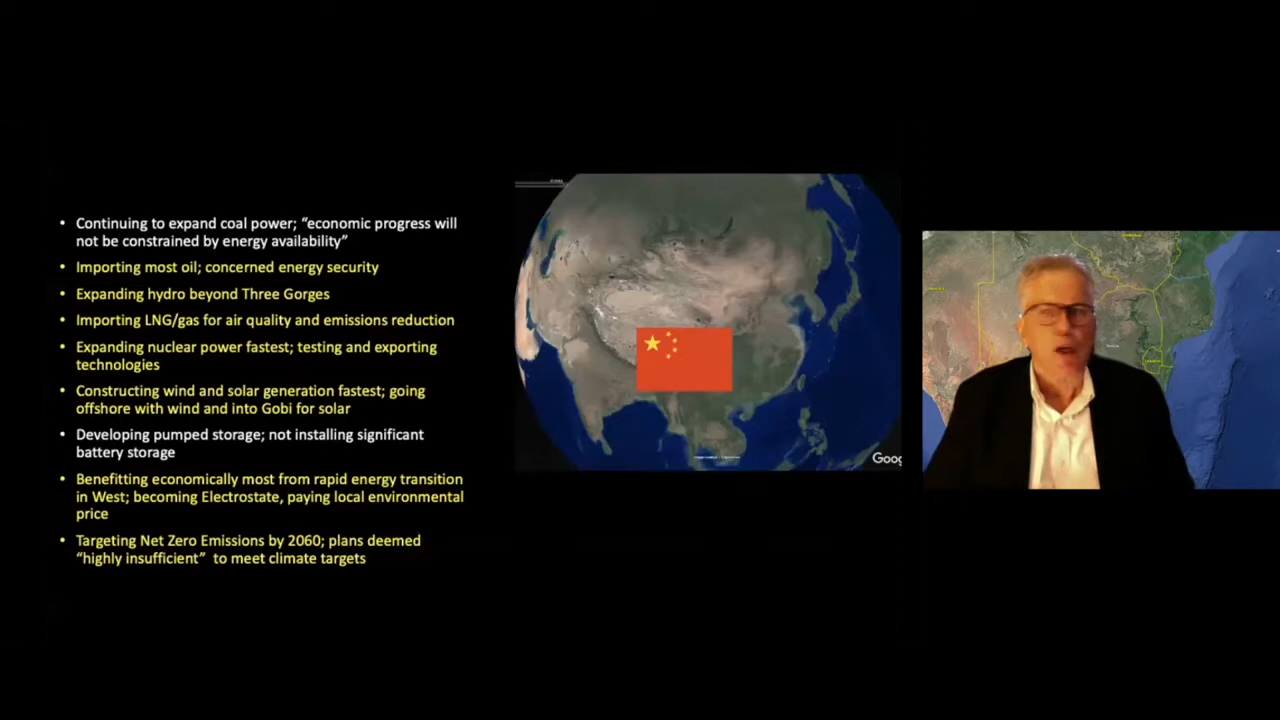 • Continuing to expand coal power; “economic progress will
not be constrained by energy availability”
• Importing most oil; concerned energy security
• Expanding hydro beyond Three Gorges
• Importing LNG/gas for air quality and emissions reduction
• Expanding nuclear power fastest; testing and exporting
technologies
• Constructing wind and solar generation fastest; going
offshore with wind and into Gobi for solar
• Developing pumped storage; not installing significant
battery storage
• Benefitting economically most from rapid energy transition
in West; becoming Electrostate, paying local environmental
price
• Targeting Net Zero Emissions by 2060; plans deemed
“highly insufficient” to meet climate targets
Goog